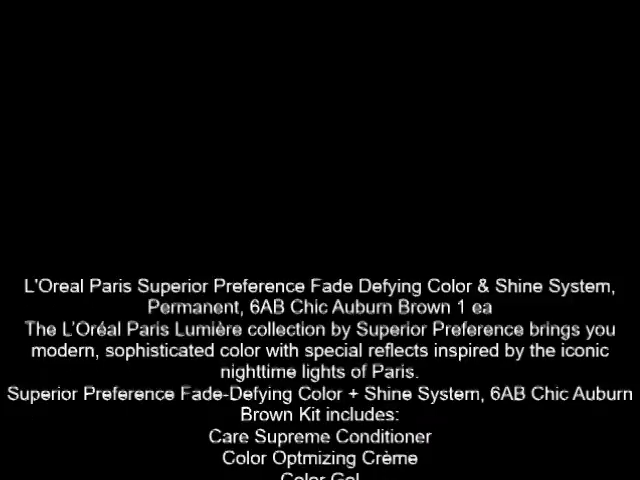 L'Oreal Paris Superior Preference Fade Defying Color & Shine System,
Permanent, 6AB Chic Auburn Brown 1 ea
The L'Oréal Paris Lumière collection by Superior Preference brings you
modern, sophisticated color with special reflects inspired by the iconic
nighttime lights of Paris.
Superior Preference Fade-Defying Color + Shine System, 6AB Chic Auburn
Brown Kit includes:
Care Supreme Conditioner
Color Optmizing Crème
Color Gel